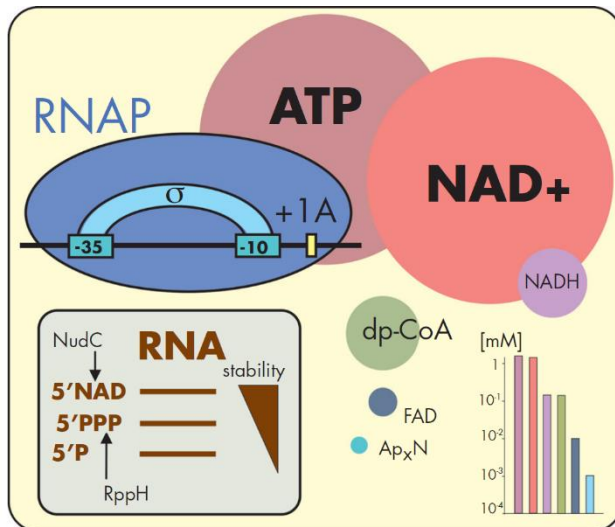 RNAP
ATP
NAD+
σ
+1A
-35
-10
NADH
dp-CoA
FAD
ApₓN
NudC
RNA
stability
5'NAD
5'PPP
5'P
RppH
[mM]
1
10⁻¹
10⁻²
10⁻³
10⁻⁴